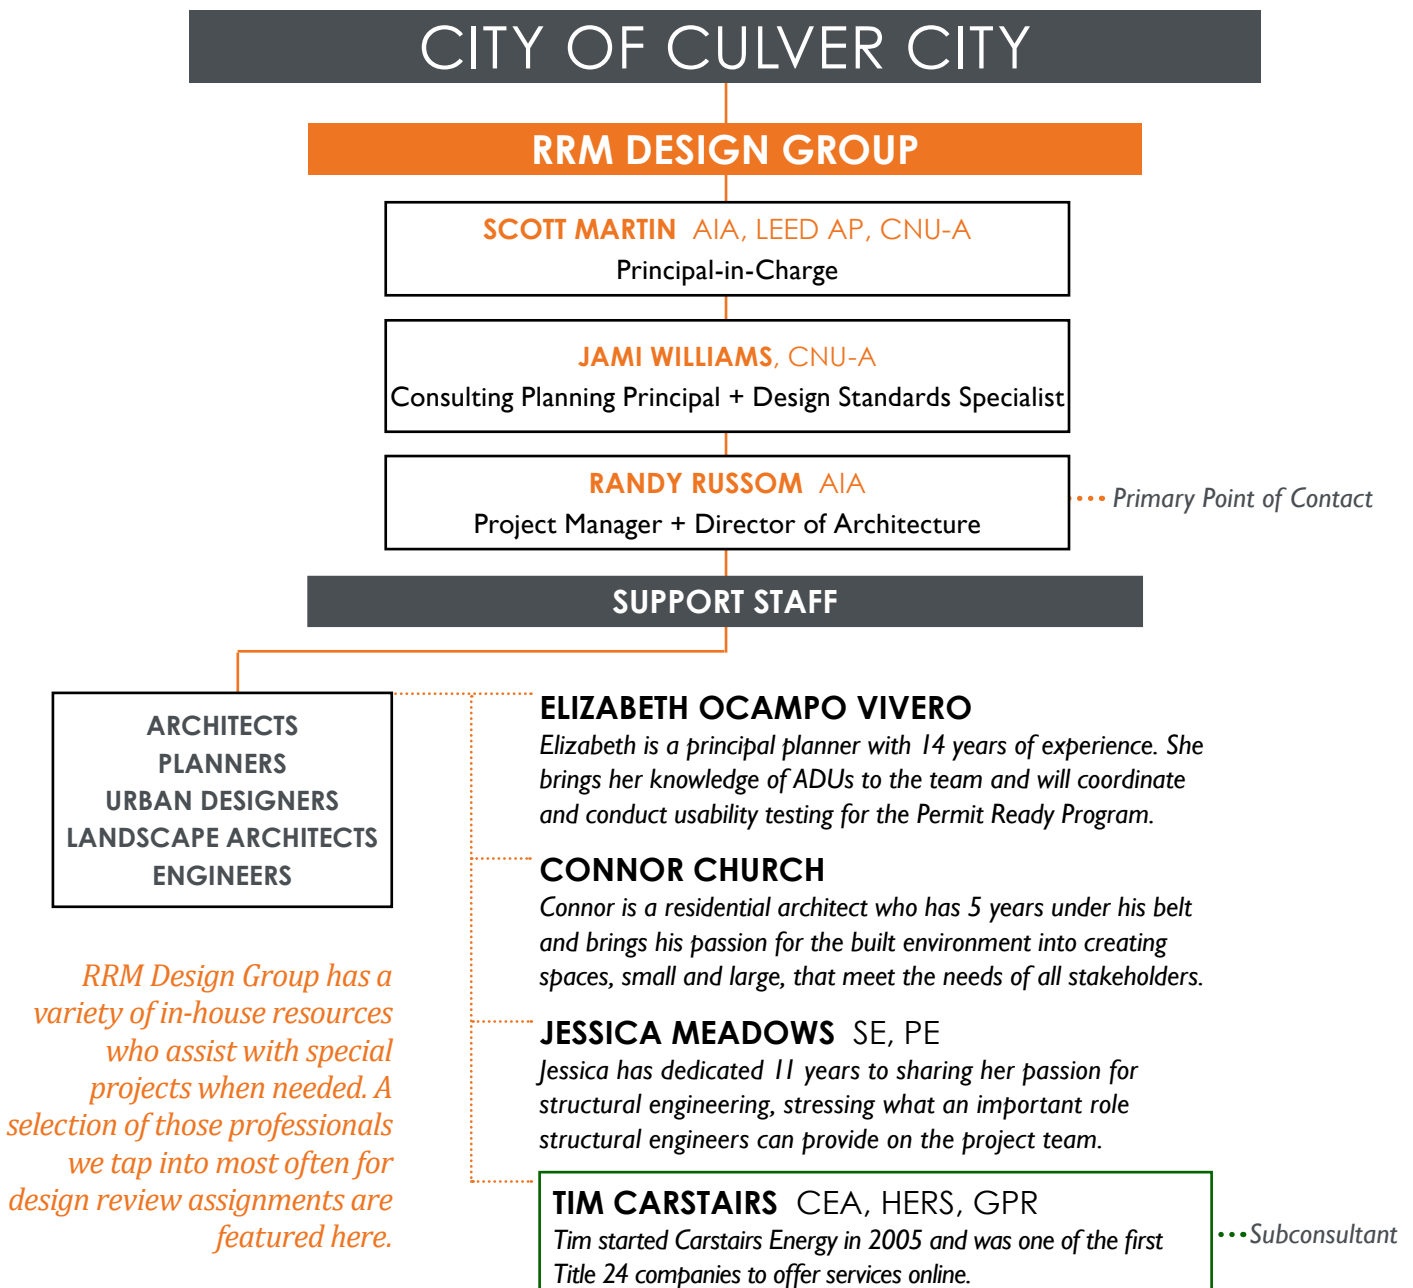 CITY OF CULVER CITY
RRM DESIGN GROUP
SCOTT MARTIN AIA, LEED AP, CNU-A
Principal-in-Charge
JAMI WILLIAMS, CNU-A
Consulting Planning Principal + Design Standards Specialist
RANDY RUSSOM AIA
Project Manager + Director of Architecture
Primary Point of Contact
SUPPORT STAFF
ARCHITECTS
PLANNERS
URBAN DESIGNERS
LANDSCAPE ARCHITECTS
ENGINEERS
RRM Design Group has a
variety of in-house resources
who assist with special
projects when needed. A
selection of those professionals
we tap into most often for
design review assignments are
featured here.
ELIZABETH OCAMPO VIVERO
Elizabeth is a principal planner with 14 years of experience. She
brings her knowledge of ADUs to the team and will coordinate
and conduct usability testing for the Permit Ready Program.
CONNOR CHURCH
Connor is a residential architect who has 5 years under his belt
and brings his passion for the built environment into creating
spaces, small and large, that meet the needs of all stakeholders.
JESSICA MEADOWS SE, PE
Jessica has dedicated 11 years to sharing her passion for
structural engineering, stressing what an important role
structural engineers can provide on the project team.
TIM CARSTAIRS CEA, HERS, GPR
Tim started Carstairs Energy in 2005 and was one of the first
Title 24 companies to offer services online.
Subconsultant